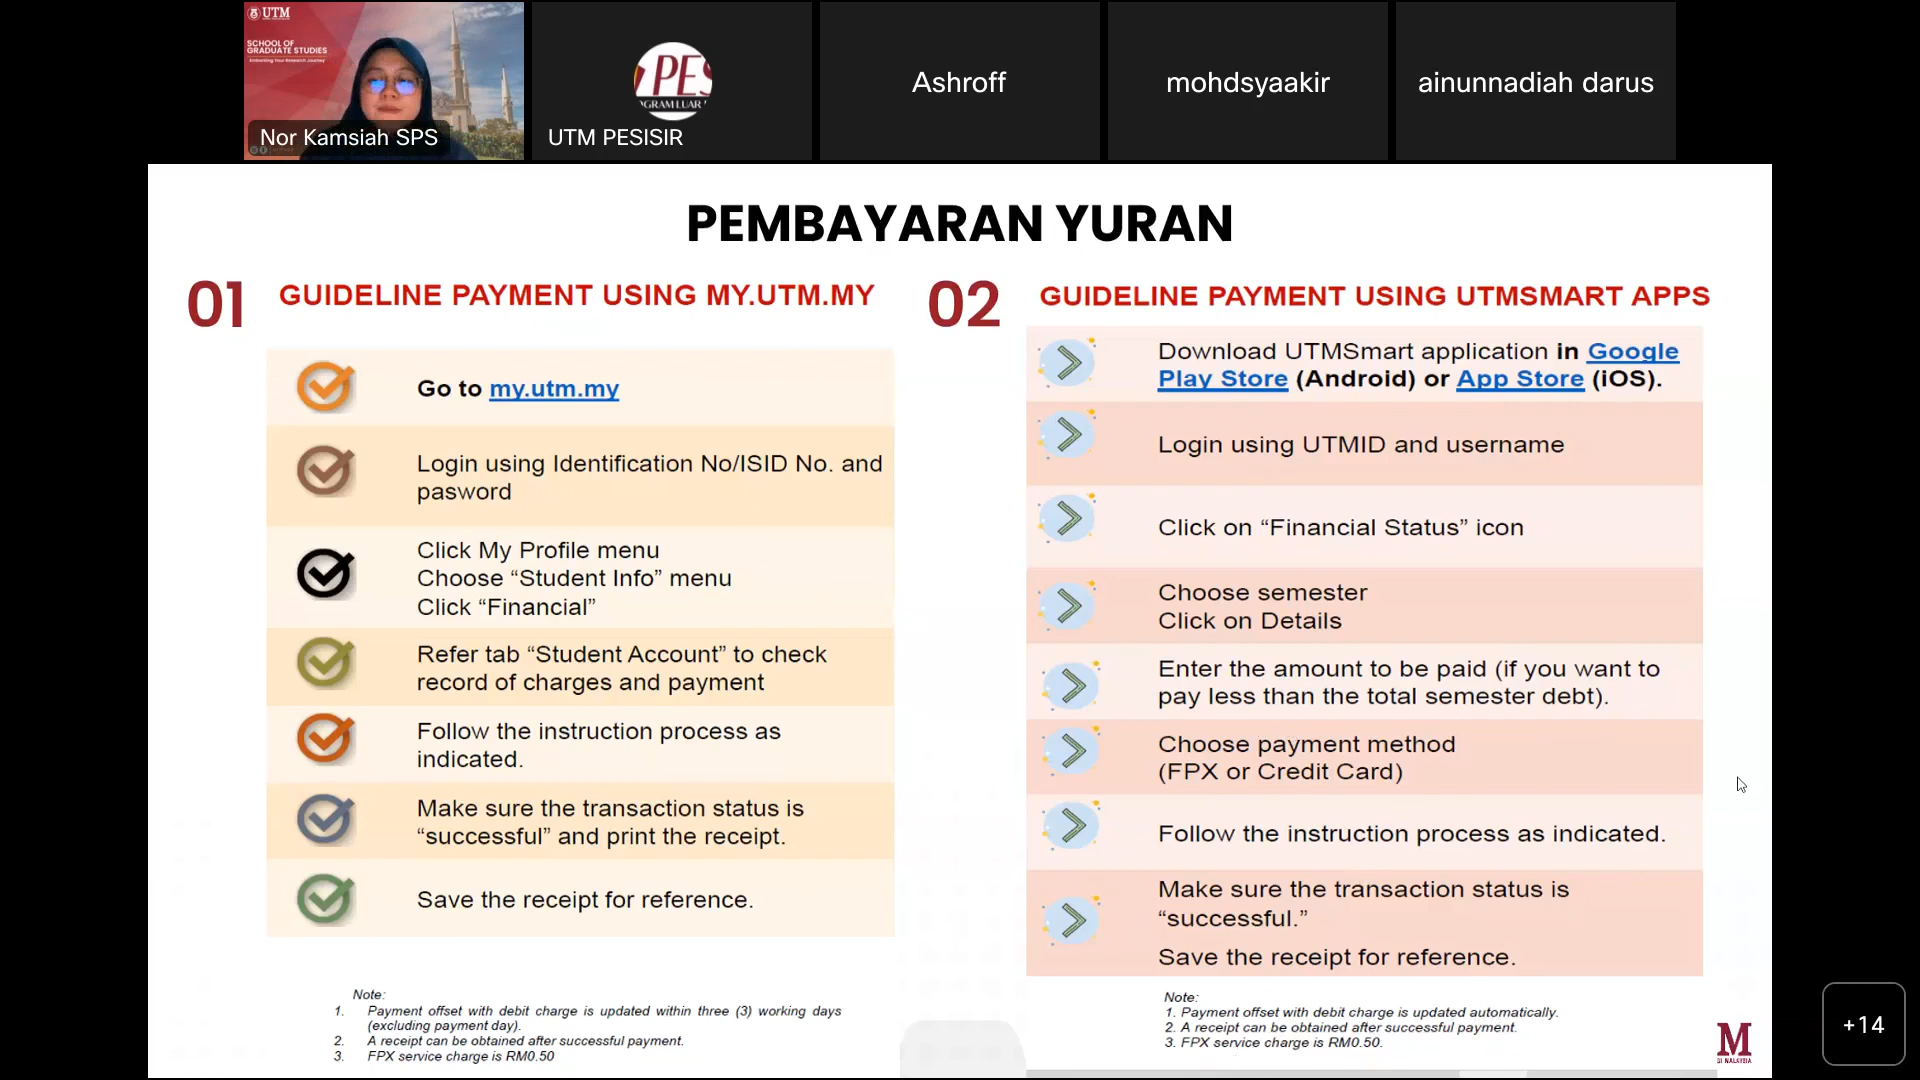 UTM
SCHOOL OF
GRADUATE STUDIES
Nor Kamsiah SPS
PES
UTM PESISIR
Ashroff
mohdsyaakir
ainunnadiah darus
PEMBAYARAN YURAN
01
GUIDELINE PAYMENT USING MY.UTM.MY
Go to my.utm.my
Login using Identification No/ISID No. and
pasword
Click My Profile menu
Choose “Student Info” menu
Click “Financial”
Refer tab “Student Account” to check
record of charges and payment
Follow the instruction process as
indicated.
Make sure the transaction status is
“successful” and print the receipt.
Save the receipt for reference.
Note:
1. Payment offset with debit charge is updated within three (3) working days
(excluding payment day).
2. A receipt can be obtained after successful payment.
3. FPX service charge is RM0.50
02
GUIDELINE PAYMENT USING UTMSMART APPS
Download UTMSmart application in Google
Play Store (Android) or App Store (iOS).
Login using UTMID and username
Click on “Financial Status” icon
Choose semester
Click on Details
Enter the amount to be paid (if you want to
pay less than the total semester debt).
Choose payment method
(FPX or Credit Card)
Follow the instruction process as indicated.
Make sure the transaction status is
“successful.”
Save the receipt for reference.
Note:
1. Payment offset with debit charge is updated automatically.
2. A receipt can be obtained after successful payment.
3. FPX service charge is RM0.50.
M
DI MALAYSIA
+14